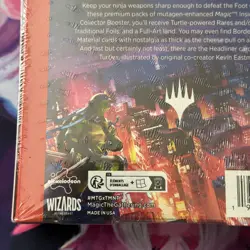 Keep your ninja weapons sharp enough to defeat the Foot
these premium packs of mutagen-enhanced Magic
Collector Booster, you'll receive Turtle-powered Rares and
Traditional Foils, and a Full-Art land. You may even find Border
Material cards with nostalgia as thick as the cheese pull on a
And last but certainly not least, there are the Headliner car
Turtles, illustrated by original co-creator Kevin Eastm
nickelodeon
WIZARDS
ÉLÉMENTS
D'EMBALLAGE
#MTGxTMNT
MagicTheGathering.com
MADE IN USA